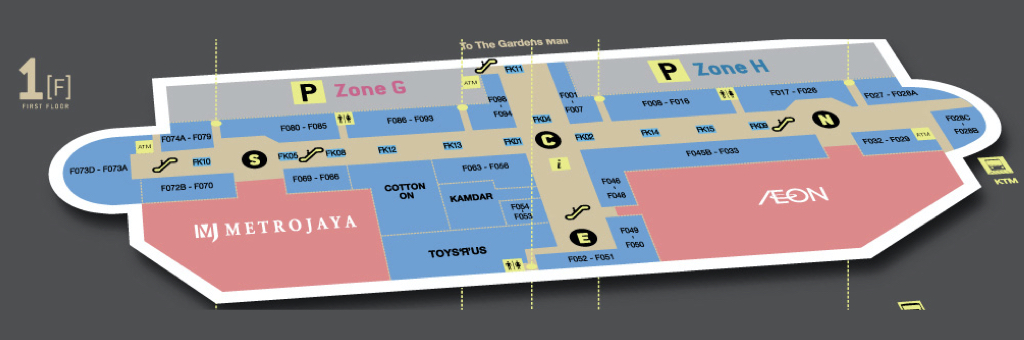 To The Gardens Mall
1[F]
FIRST FLOOR
P Zone G
P Zone H
ATM
FK11
F098
F094
F001
F007
F008 - F016
F017 - F026
F027 - F028A
F074A - F079
F080 - F085
F086 - F093
FK04
F028C
F028B
ATM
F073D - F073A
FK10
S
FK05
FK08
FK12
FK13
FK01
C
FK02
FK14
FK15
FK09
N
F032 - F029
ATM
F072B - F070
F069 - F066
F063 - F056
i
F045B - F033
KTM
COTTON
ON
KAMDAR
F054
F053
F046
F048
MJ METROJAYA
ÆON
TOYS"R"US
E
F049
F050
F052 - F051